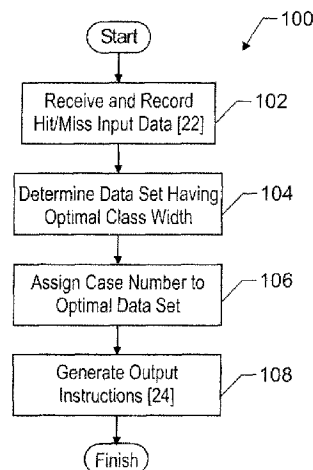 Start
100
Receive and Record
Hit/Miss Input Data [22]
102
Determine Data Set Having
Optimal Class Width
104
Assign Case Number to
Optimal Data Set
106
Generate Output
Instructions [24]
108
Finish